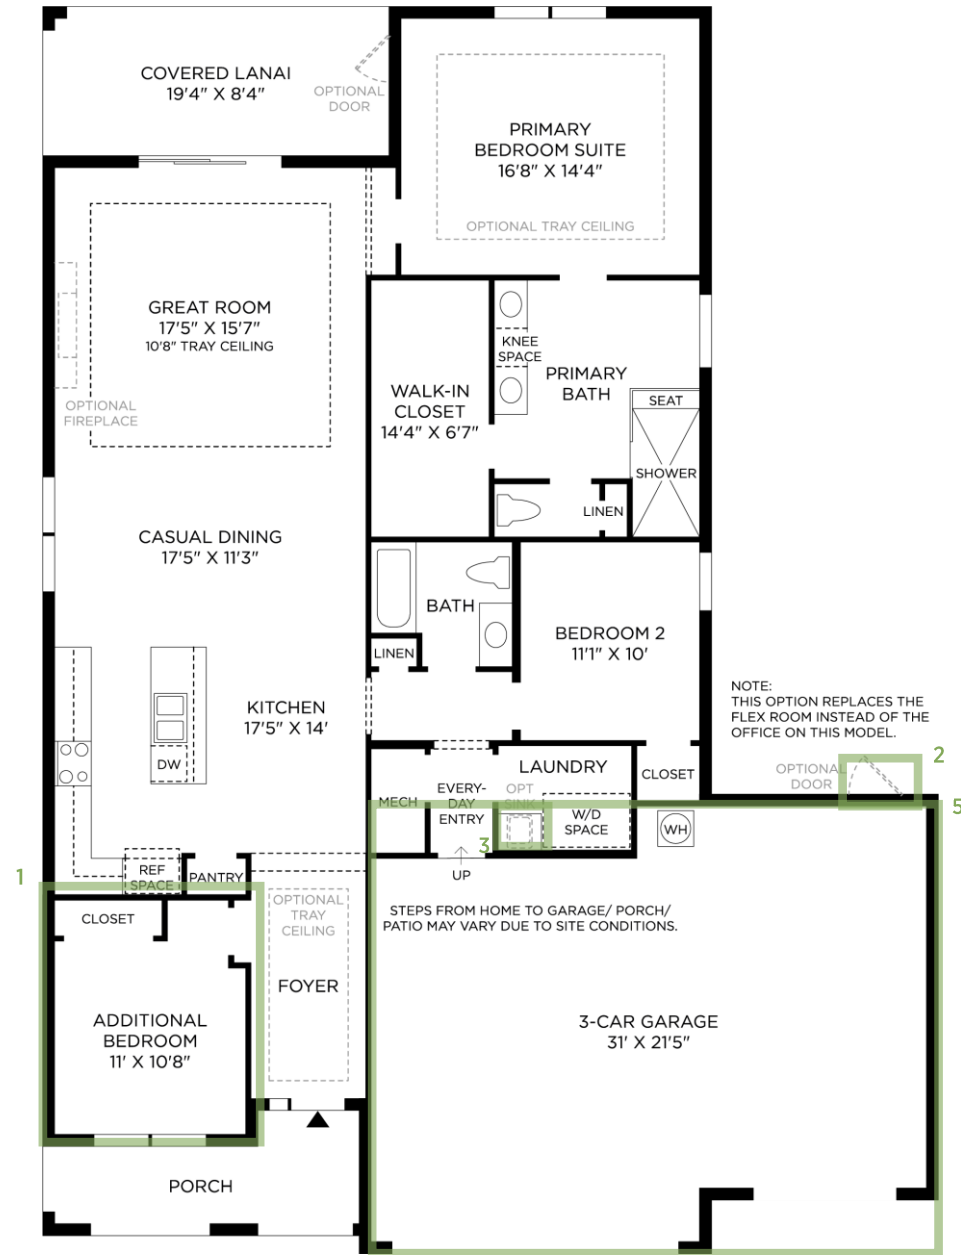 COVERED LANAI
19'4" X 8'4"
OPTIONAL
DOOR
PRIMARY
BEDROOM SUITE
16'8" X 14'4"
OPTIONAL TRAY CEILING
GREAT ROOM
17'5" X 15'7"
10'8" TRAY CEILING
OPTIONAL
FIREPLACE
KNEE
SPACE
PRIMARY
BATH
WALK-IN
CLOSET
14'4" X 6'7"
SEAT
SHOWER
LINEN
CASUAL DINING
17'5" X 11'3"
BATH
LINEN
BEDROOM 2
11'1" X 10'
KITCHEN
17'5" X 14'
DW
NOTE:
THIS OPTION REPLACES THE
FLEX ROOM INSTEAD OF THE
OFFICE ON THIS MODEL.
OPTIONAL
DOOR
2
5
LAUNDRY
CLOSET
MECH
EVERY-
DAY
ENTRY
OPT
SINK
3
W/D
SPACE
WH
UP
REF
SPACE
PANTRY
1
CLOSET
OPTIONAL
TRAY
CEILING
STEPS FROM HOME TO GARAGE/ PORCH/
PATIO MAY VARY DUE TO SITE CONDITIONS.
FOYER
ADDITIONAL
BEDROOM
11' X 10'8"
3-CAR GARAGE
31' X 21'5"
PORCH